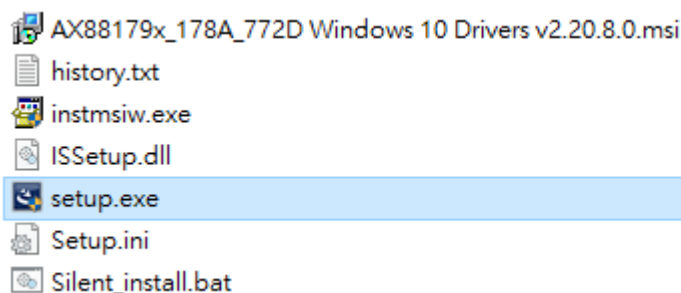 AX88179x_178A_772D Windows 10 Drivers v2.20.8.0.msi
history.txt
instmsiw.exe
ISSetup.dll
setup.exe
Setup.ini
Silent_install.bat